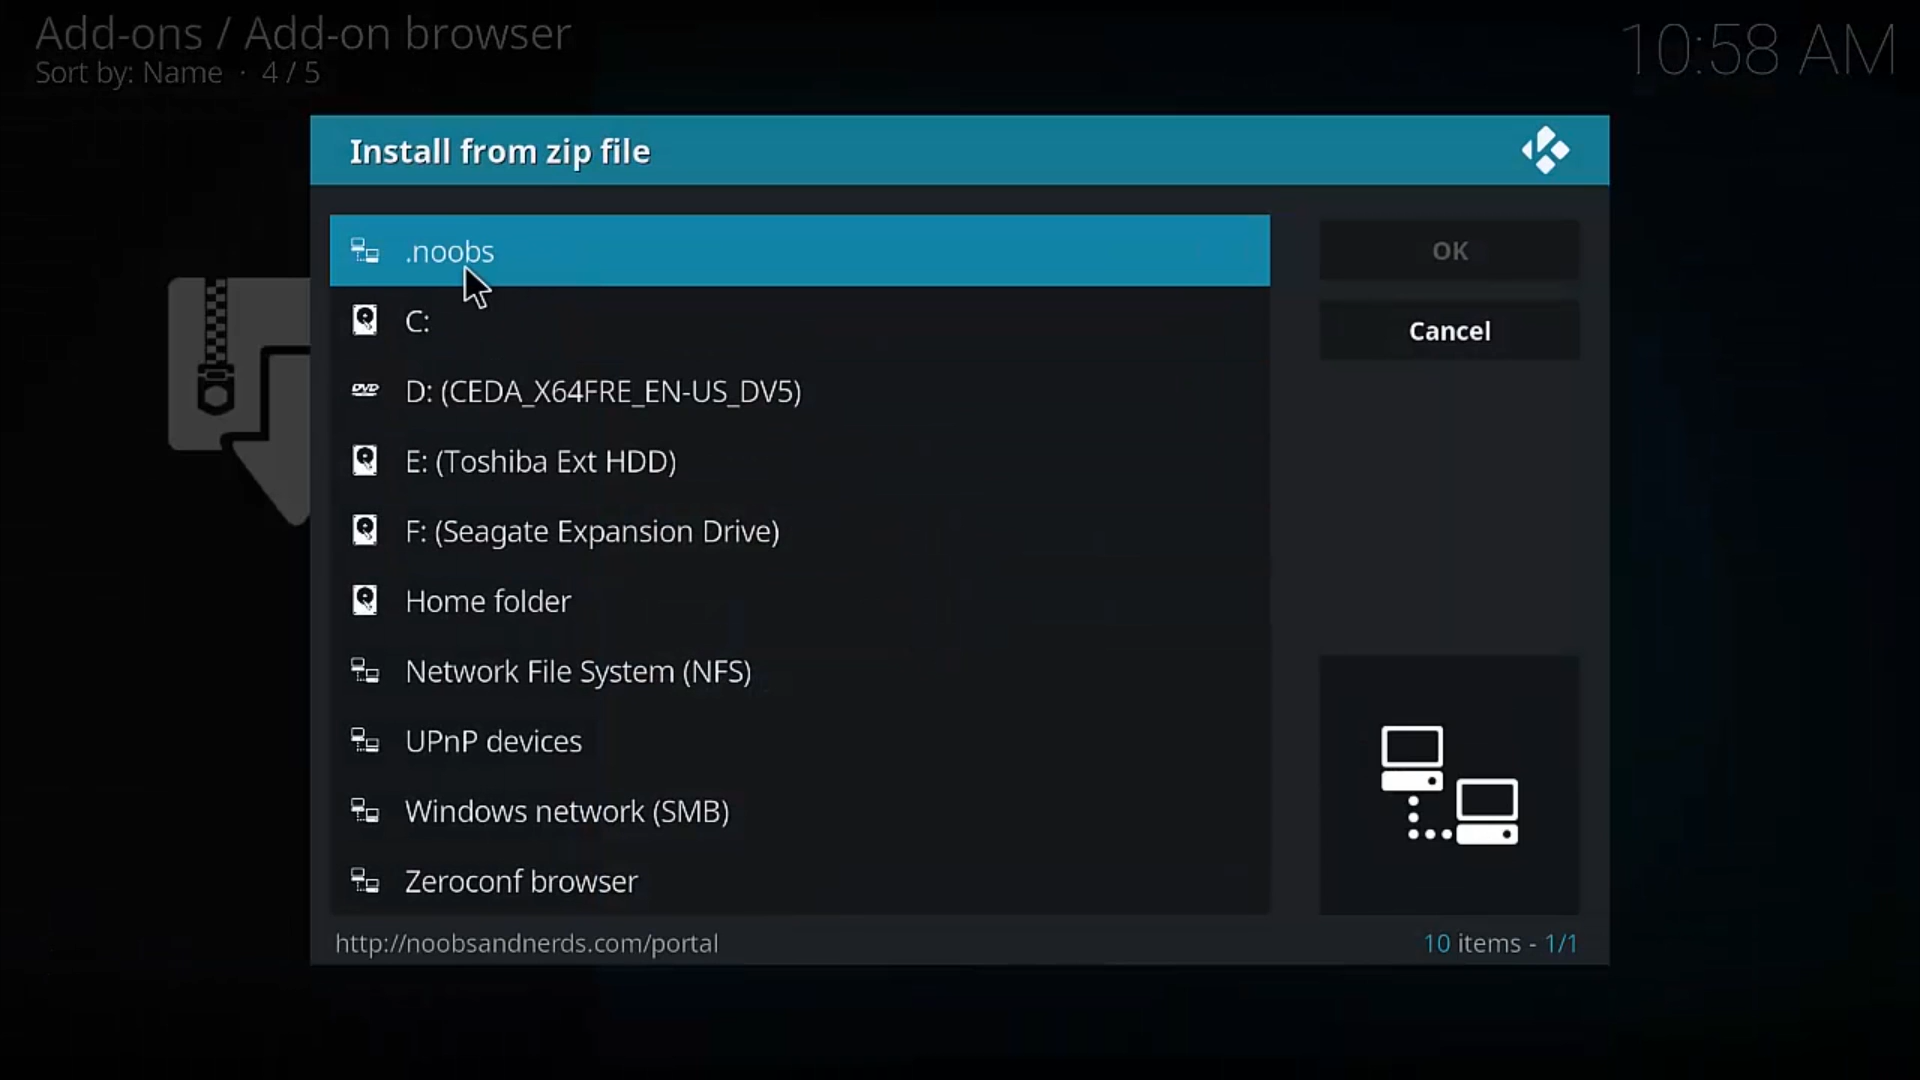 Add-ons / Add-on browser
Sort by: Name · 4 / 5
10:58 AM
Install from zip file
.noobs
OK
C:
Cancel
DVD
D: (CEDA_X64FRE_EN-US_DV5)
E: (Toshiba Ext HDD)
F: (Seagate Expansion Drive)
Home folder
Network File System (NFS)
UPnP devices
Windows network (SMB)
Zeroconf browser
http://noobsandnerds.com/portal
10 items - 1/1